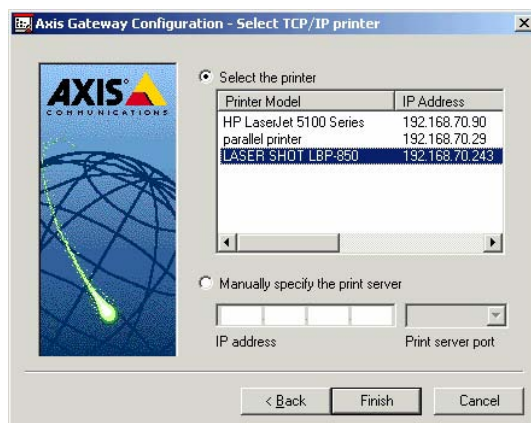 Axis Gateway Configuration - Select TCP/IP printer
AXIS
COMMUNICATIONS
Select the printer
Printer Model IP Address
HP LaserJet 5100 Series 192.168.70.90
parallel printer 192.168.70.29
LASER SHOT LBP-850 192.168.70.243
Manually specify the print server
IP address Print server port
< Back Finish Cancel